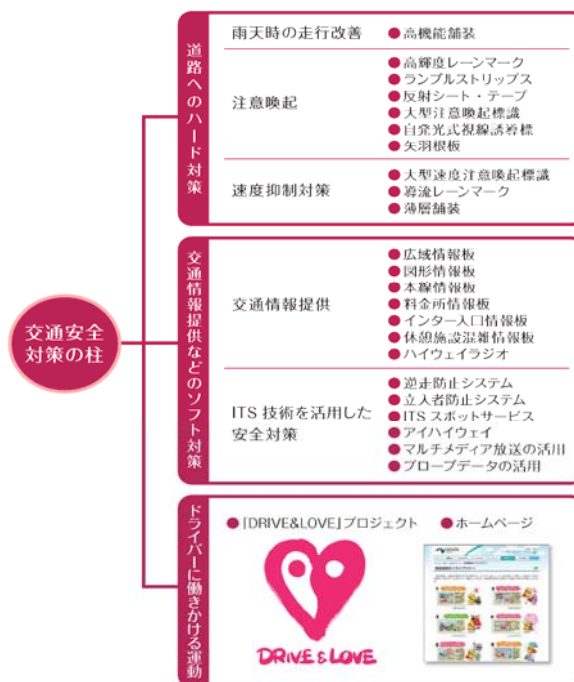 交通安全
対策の柱
道路へのハード対策
雨天時の走行改善
●高機能舗装
注意喚起
●高輝度レーンマーク
●ランブルストリップス
●反射シート・テープ
●大型注意喚起標識
●自発光式視線誘導標
●矢羽根板
速度抑制対策
●大型速度注意喚起標識
●導流レーンマーク
●薄層舗装
交通情報提供などのソフト対策
交通情報提供
●広域情報板
●図形情報板
●本線情報板
●料金所情報板
●インター入口情報板
●休憩施設混雑情報板
●ハイウェイラジオ
ITS 技術を活用した
安全対策
●逆走防止システム
●立入者防止システム
●ITS スポットサービス
●アイハイウェイ
●マルチメディア放送の活用
●プローブデータの活用
ドライバーに働きかける運動
●「DRIVE&LOVE」プロジェクト
●ホームページ
DRIVE & LOVE